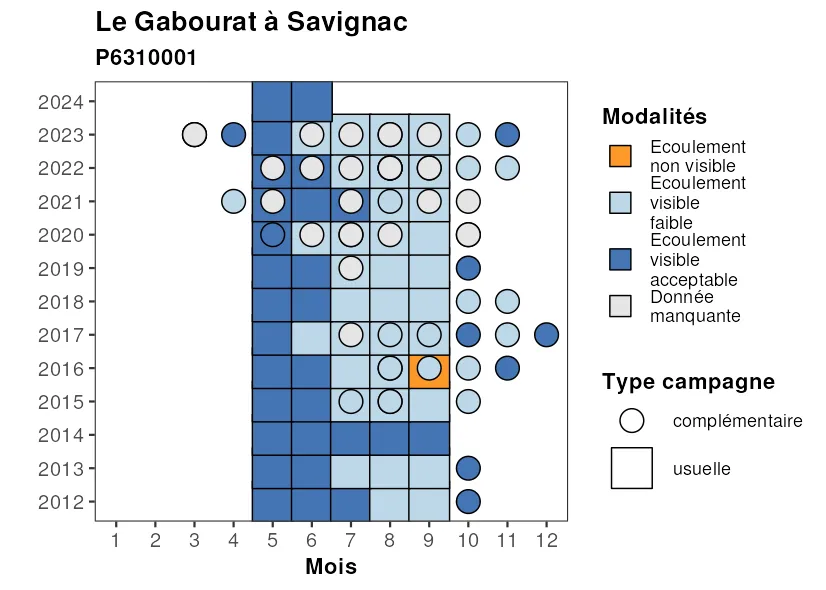 Le Gabourat à Savignac
P6310001
2024
2023
2022
2021
2020
2019
2018
2017
2016
2015
2014
2013
2012
1 2 3 4 5 6 7 8 9 10 11 12
Mois
Modalités
Ecoulement
non visible
Ecoulement
visible
faible
Ecoulement
visible
acceptable
Donnée
manquante
Type campagne
complémentaire
usuelle